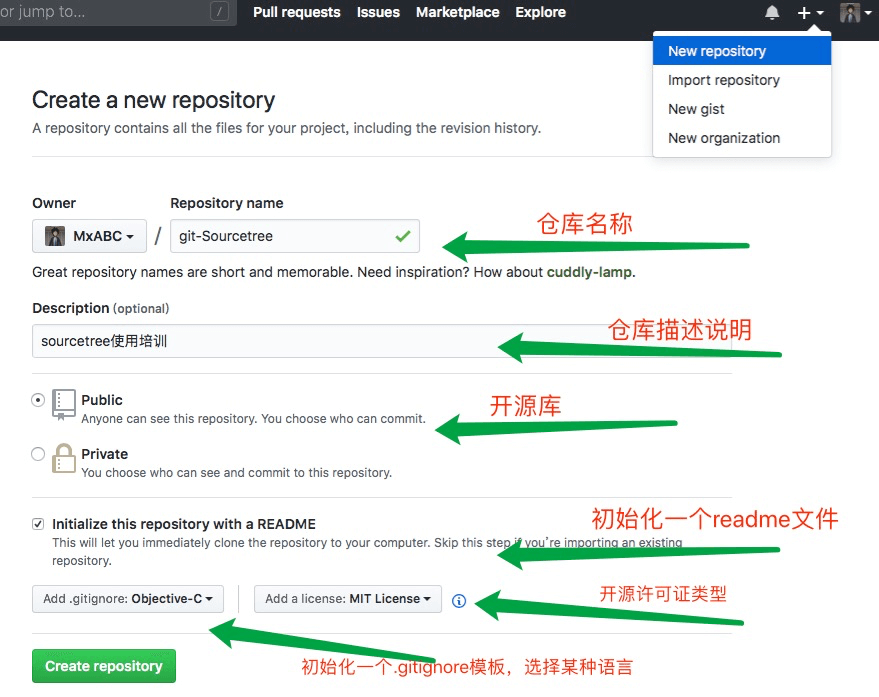 or jump to...
/
Pull requests Issues Marketplace Explore
New repository
Import repository
New gist
New organization
Create a new repository
A repository contains all the files for your project, including the revision history.
Owner
Repository name
MxABC
/
git-Sourcetree
仓库名称
Great repository names are short and memorable. Need inspiration? How about cuddly-lamp.
Description (optional)
仓库描述说明
sourcetree使用培训
Public
Anyone can see this repository. You choose who can commit.
开源库
Private
You choose who can see and commit to this repository.
Initialize this repository with a README
初始化一个readme文件
This will let you immediately clone the repository to your computer. Skip this step if you're importing an existing
repository.
Add .gitignore: Objective-C
Add a license: MIT License
开源许可证类型
Create repository
初始化一个.gitignore模板，选择某种语言